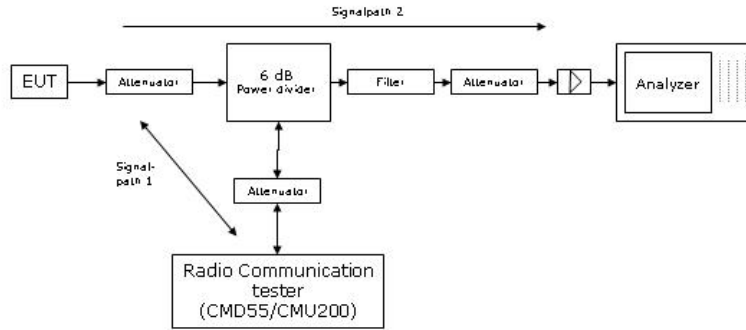 Signalpath 2
EUT
Attenuator
6 dB
Power divider
Filter
Attenuator
Analyzer
Signal-
path 1
Attenuator
Radio Communication
tester
(CMD55/CMU200)